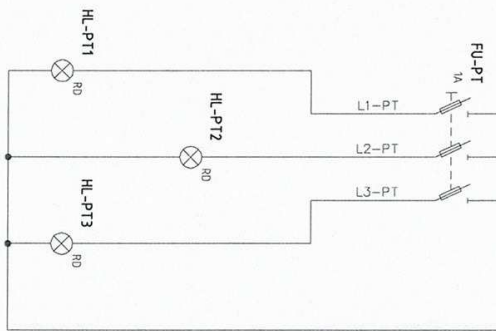 HL-PT1
RD
HL-PT2
RD
HL-PT3
RD
FU-PT
1A
L1-PT
L2-PT
L3-PT